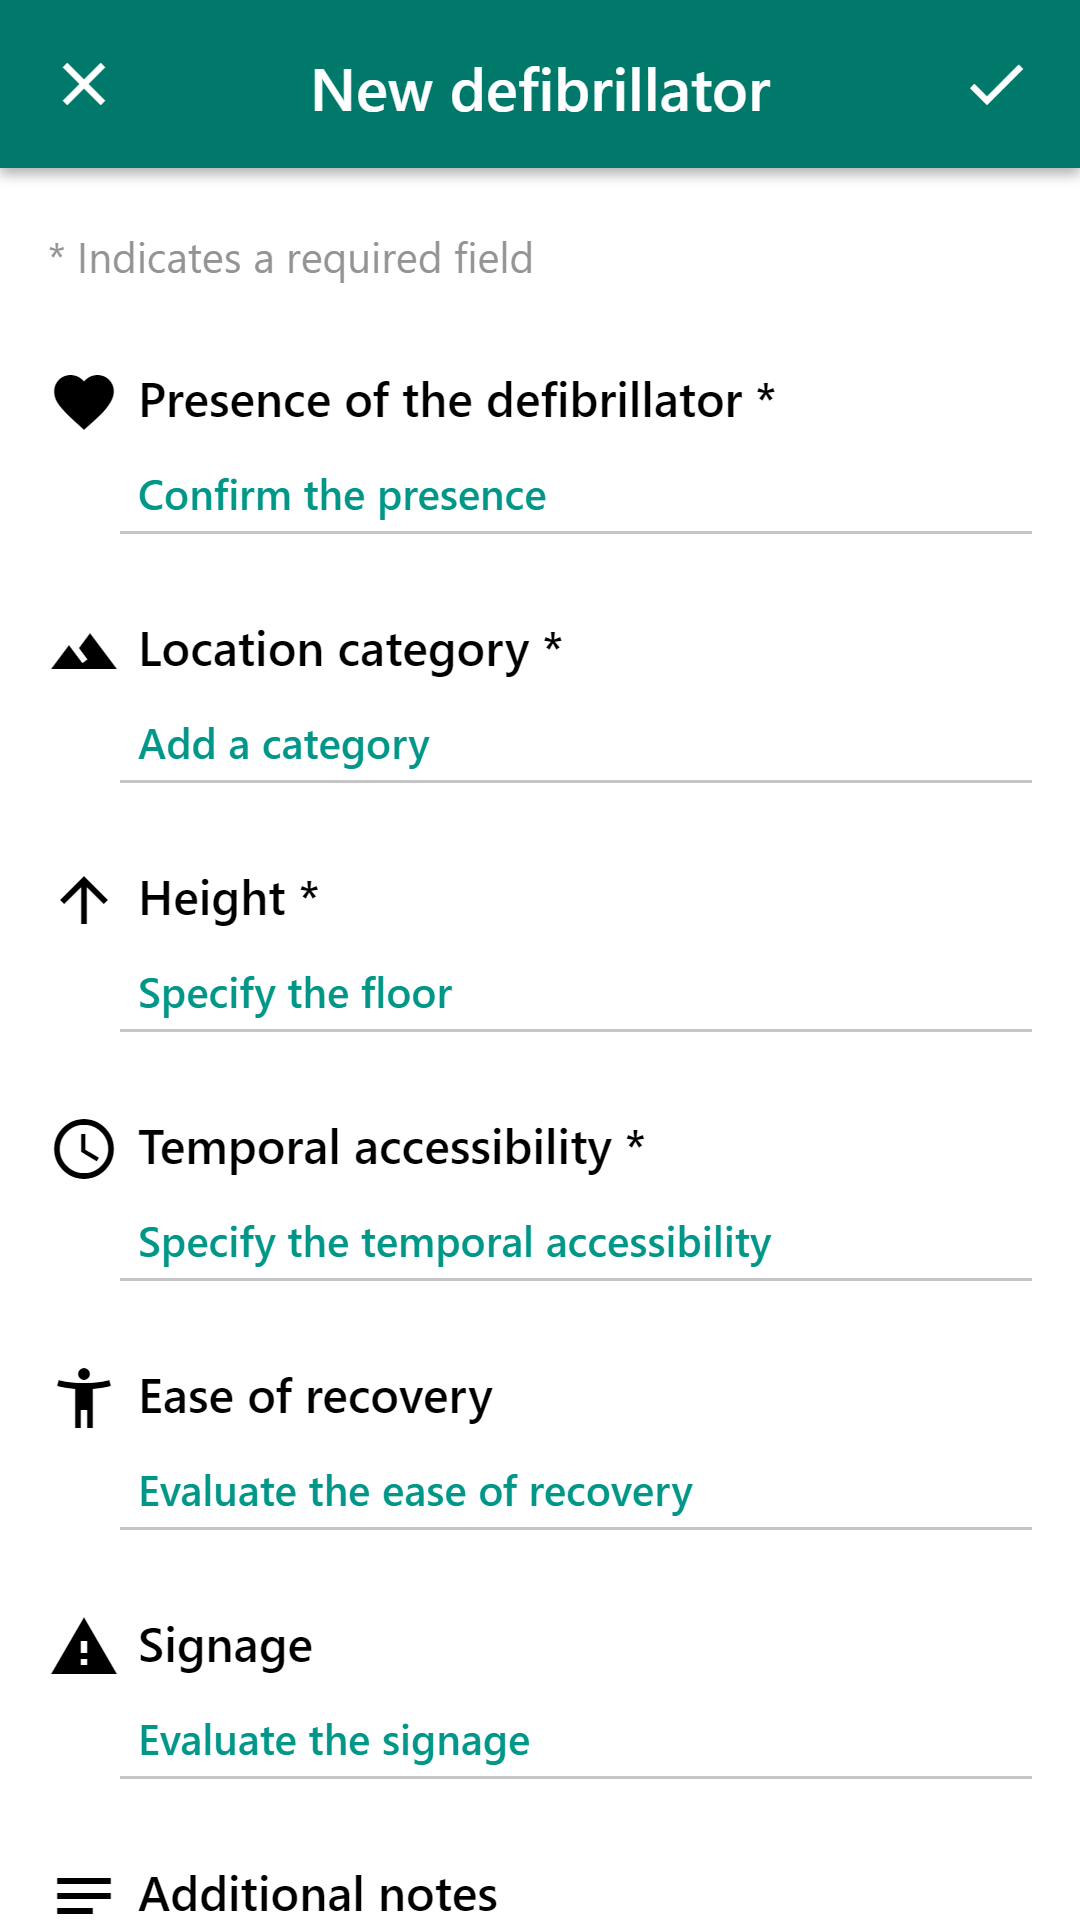 New defibrillator
* Indicates a required field
Presence of the defibrillator *
Confirm the presence
Location category *
Add a category
Height *
Specify the floor
Temporal accessibility *
Specify the temporal accessibility
Ease of recovery
Evaluate the ease of recovery
Signage
Evaluate the signage
Additional notes